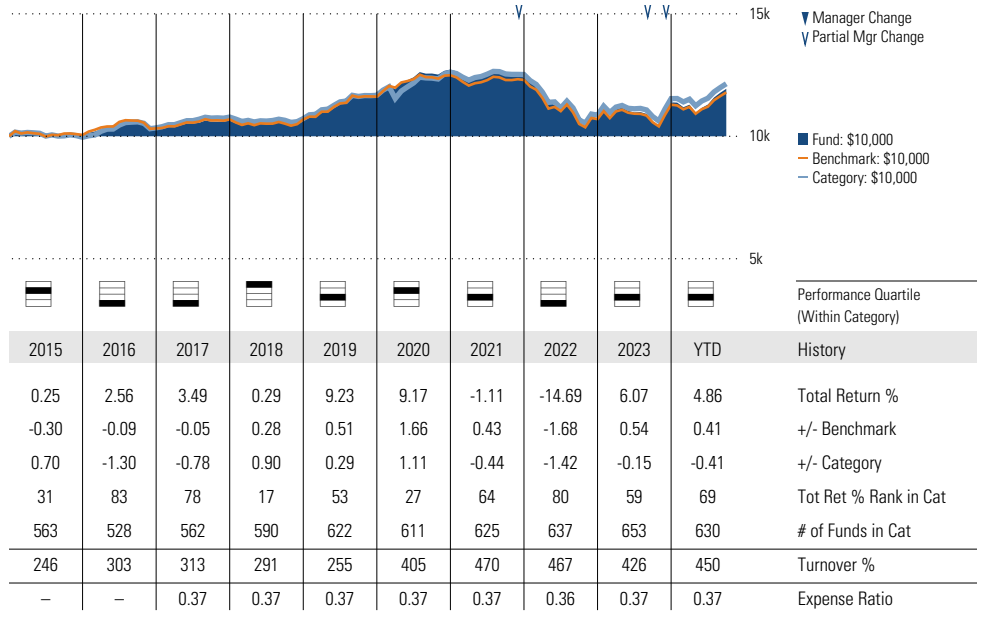 15k
Manager Change
Partial Mgr Change
10k
Fund: $10,000
Benchmark: $10,000
Category: $10,000
5k
Performance Quartile
(Within Category)
2015 2016 2017 2018 2019 2020 2021 2022 2023 YTD History
0.25 2.56 3.49 0.29 9.23 9.17 -1.11 -14.69 6.07 4.86 Total Return %
-0.30 -0.09 -0.05 0.28 0.51 1.66 0.43 -1.68 0.54 0.41 +/- Benchmark
0.70 -1.30 -0.78 0.90 0.29 1.11 -0.44 -1.42 -0.15 -0.41 +/- Category
31 83 78 17 53 27 64 80 59 69 Tot Ret % Rank in Cat
563 528 562 590 622 611 625 637 653 630 # of Funds in Cat
246 303 313 291 255 405 470 467 426 450 Turnover %
– – 0.37 0.37 0.37 0.37 0.37 0.36 0.37 0.37 Expense Ratio